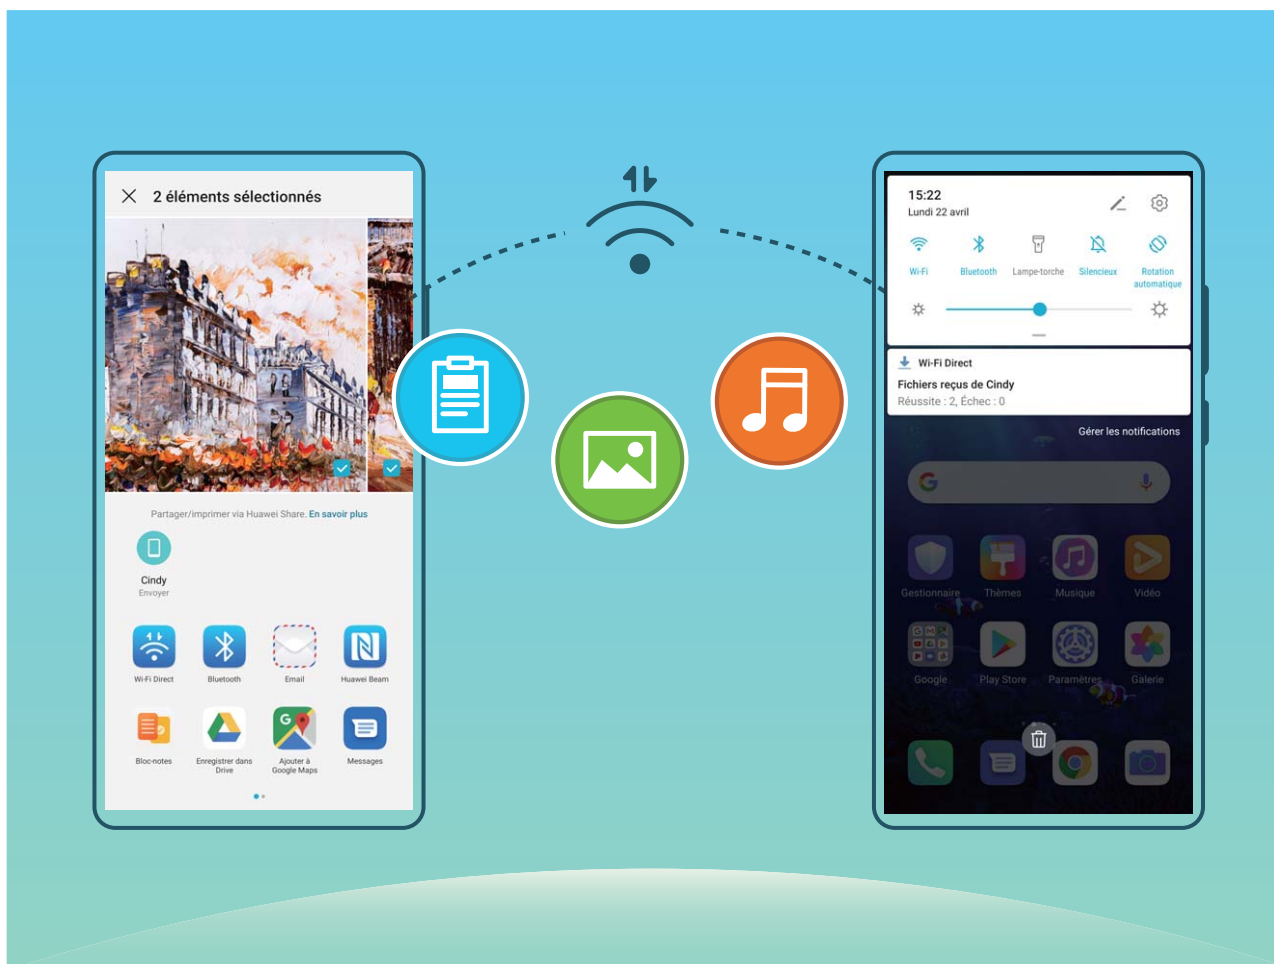 2 éléments sélectionnés
Partager/imprimer via Huawei Share. En savoir plus
Cindy
Envoyer
Wi-Fi Direct
Bluetooth
Email
Huawei Beam
Bloc-notes
Enregistrer dans
Drive
Ajouter à
Google Maps
Messages
15:22
Lundi 22 avril
Wi-Fi
Bluetooth
Lampe-torche
Silencieux
Rotation
automatique
Wi-Fi Direct
Fichiers reçus de Cindy
Réussite : 2, Échec : 0
Gérer les notifications
Gestionnaire
Thèmes
Musique
Vidéo
Google
Play Store
Paramètres
Galerie